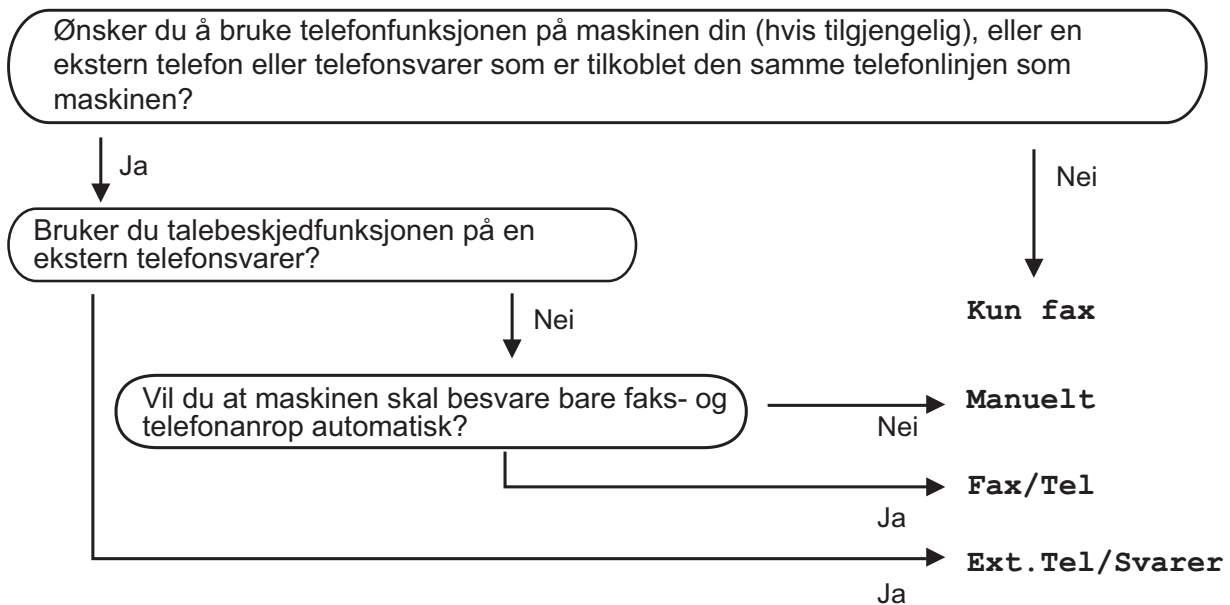 Ønsker du å bruke telefonfunksjonen på maskinen din (hvis tilgjengelig), eller en
ekstern telefon eller telefonsvarer som er tilkoblet den samme telefonlinjen som
maskinen?
Ja
Nei
Bruker du talebeskjedfunksjonen på en
ekstern telefonsvarer?
Nei
Kun fax
Vil du at maskinen skal besvare bare faks- og
telefonanrop automatisk?
Nei
Manuelt
Ja
Fax/Tel
Ja
Ext.Tel/Svarer